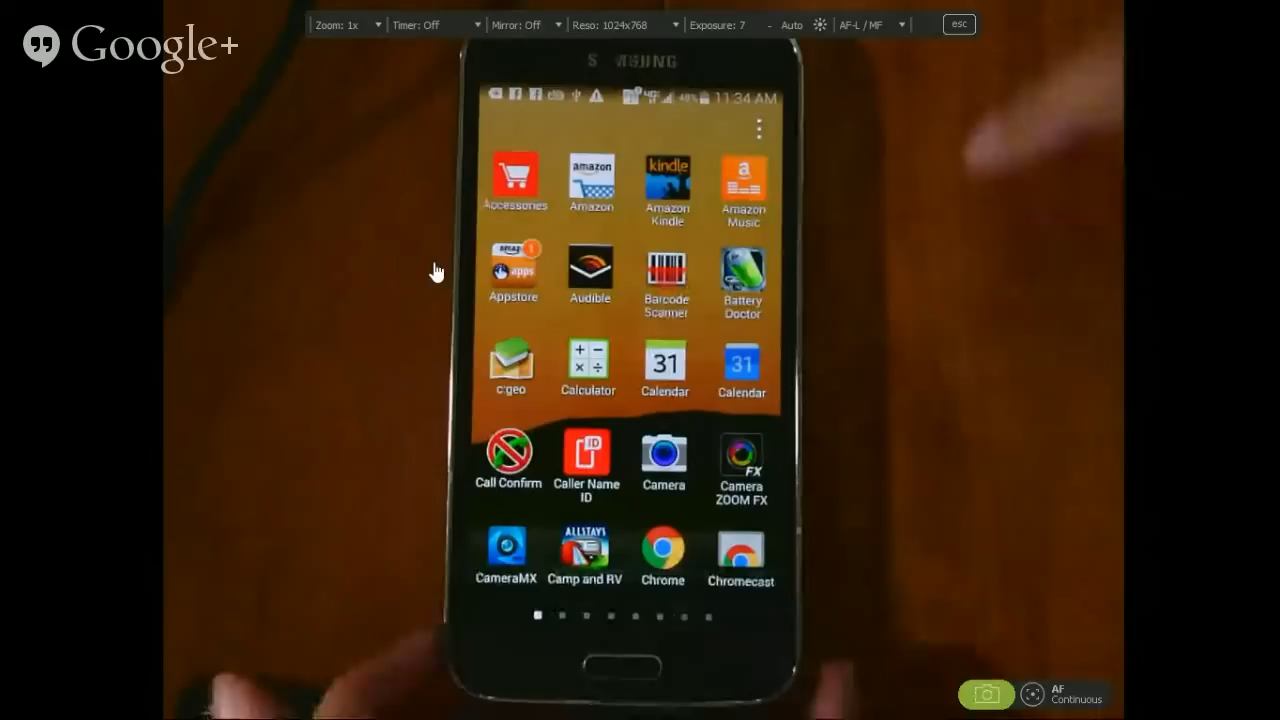 Zoom: 1x Timer: Off Mirror: Off Reso: 1024x768 Exposure: 7 - Auto AF-L / MF esc
Google+
SAMSUNG
48% 11:34 AM
amazon kindle a
Accessories Amazon Amazon Kindle Amazon Music
1
apps
Appstore Audible Barcode Scanner Battery Doctor
31 31
c:geo Calculator Calendar Calendar
ID FX
Call Confirm Caller Name ID Camera Camera ZOOM FX
ALLSTAYS
CameraMX Camp and RV Chrome Chromecast
AF
Continuous